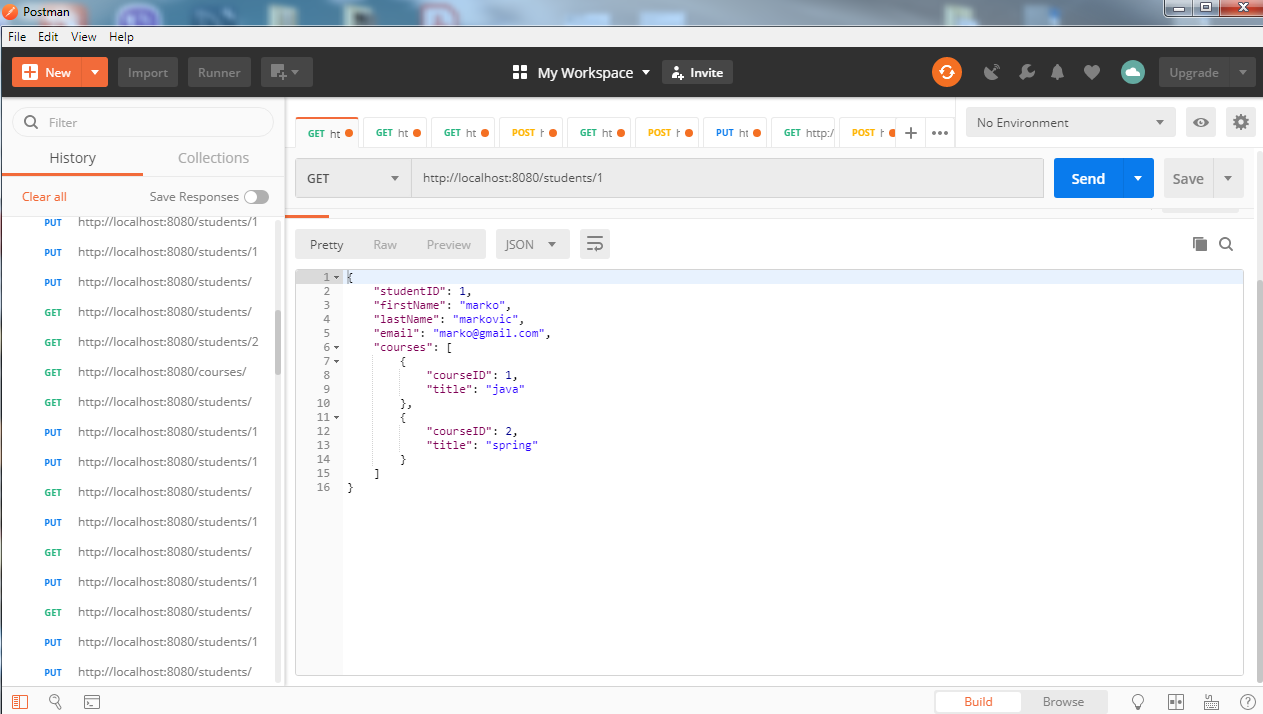 Postman
File Edit View Help
New Import Runner My Workspace Invite Upgrade
Filter
History Collections
Clear all Save Responses
PUT http://localhost:8080/students/1
PUT http://localhost:8080/students/1
PUT http://localhost:8080/students/
GET http://localhost:8080/students/
GET http://localhost:8080/students/2
GET http://localhost:8080/courses/
GET http://localhost:8080/students/
PUT http://localhost:8080/students/1
PUT http://localhost:8080/students/1
GET http://localhost:8080/students/
PUT http://localhost:8080/students/1
GET http://localhost:8080/students/
PUT http://localhost:8080/students/1
GET http://localhost:8080/students/
PUT http://localhost:8080/students/1
PUT http://localhost:8080/students/
GET ht GET ht GET ht POST h GET ht POST h PUT ht GET http:/ POST h + ••• No Environment
GET http://localhost:8080/students/1 Send Save
Pretty Raw Preview JSON
1 {
2 "studentID": 1,
3 "firstName": "marko",
4 "lastName": "markovic",
5 "email": "marko@gmail.com",
6 "courses": [
7 {
8 "courseID": 1,
9 "title": "java"
10 },
11 {
12 "courseID": 2,
13 "title": "spring"
14 }
15 ]
16 }
Build Browse ?